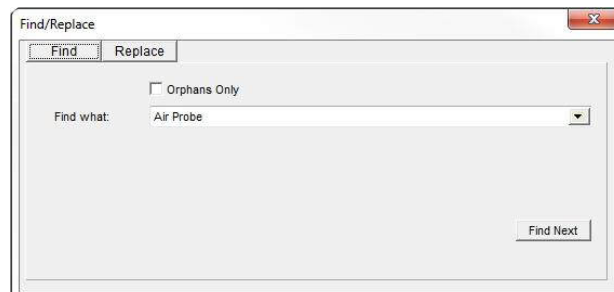 Find/Replace
Find Replace
Orphans Only
Find what: Air Probe
Find Next